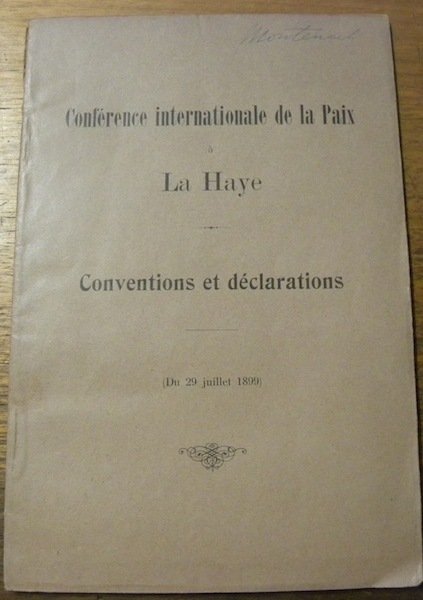 Conférence internationale de la Paix
à
La Haye
Conventions et déclarations
(Du 29 juillet 1899)